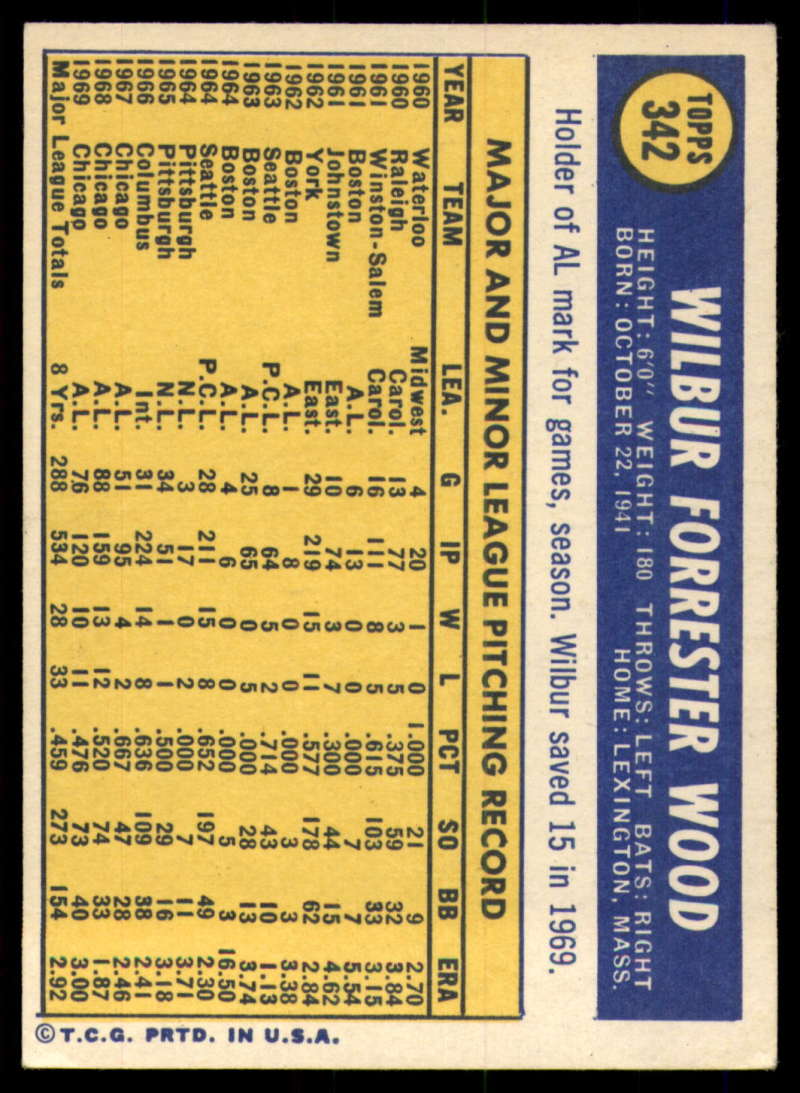 TOPPS
342
WILBUR FORRESTER WOOD
HEIGHT: 6'0" WEIGHT: 180 THROWS: LEFT BATS: RIGHT
BORN: OCTOBER 22, 1941 HOME: LEXINGTON, MASS.
Holder of AL mark for games, season. Wilbur saved 15 in 1969.
MAJOR AND MINOR LEAGUE PITCHING RECORD
YEAR TEAM LEA. G IP W L PCT SO BB ERA
1960 Waterloo Midwest 4 20 1 0 1.000 21 9 2.70
1960 Raleigh Carol. 13 77 3 5 .375 59 32 3.84
1961 Winston-Salem Carol. 16 111 8 5 .615 103 33 3.15
1961 Boston A.L. 6 13 0 0 .000 7 7 5.54
1961 Johnstown East. 10 74 3 7 .300 44 15 4.62
1962 York East. 29 219 15 11 .577 178 62 2.84
1962 Boston A.L. 1 8 0 0 .000 3 3 3.38
1963 Seattle P.C.L. 8 64 5 2 .714 43 10 1.13
1963 Boston A.L. 25 65 0 5 .000 28 13 3.74
1964 Boston A.L. 4 6 0 0 .000 5 3 16.50
1964 Seattle P.C.L. 28 211 15 8 .652 197 49 2.30
1964 Pittsburgh N.L. 3 17 0 2 .000 7 11 3.71
1965 Pittsburgh N.L. 34 51 1 1 .500 29 16 3.18
1966 Columbus Int. 31 224 14 8 .636 109 38 2.41
1967 Chicago A.L. 51 95 4 2 .667 47 28 2.46
1968 Chicago A.L. 88 159 13 12 .520 74 33 1.87
1969 Chicago A.L. 76 120 10 11 .476 73 40 3.00
Major League Totals 8 Yrs. 288 534 28 33 .459 273 154 2.92
© T.C.G. PRTD. IN U.S.A.